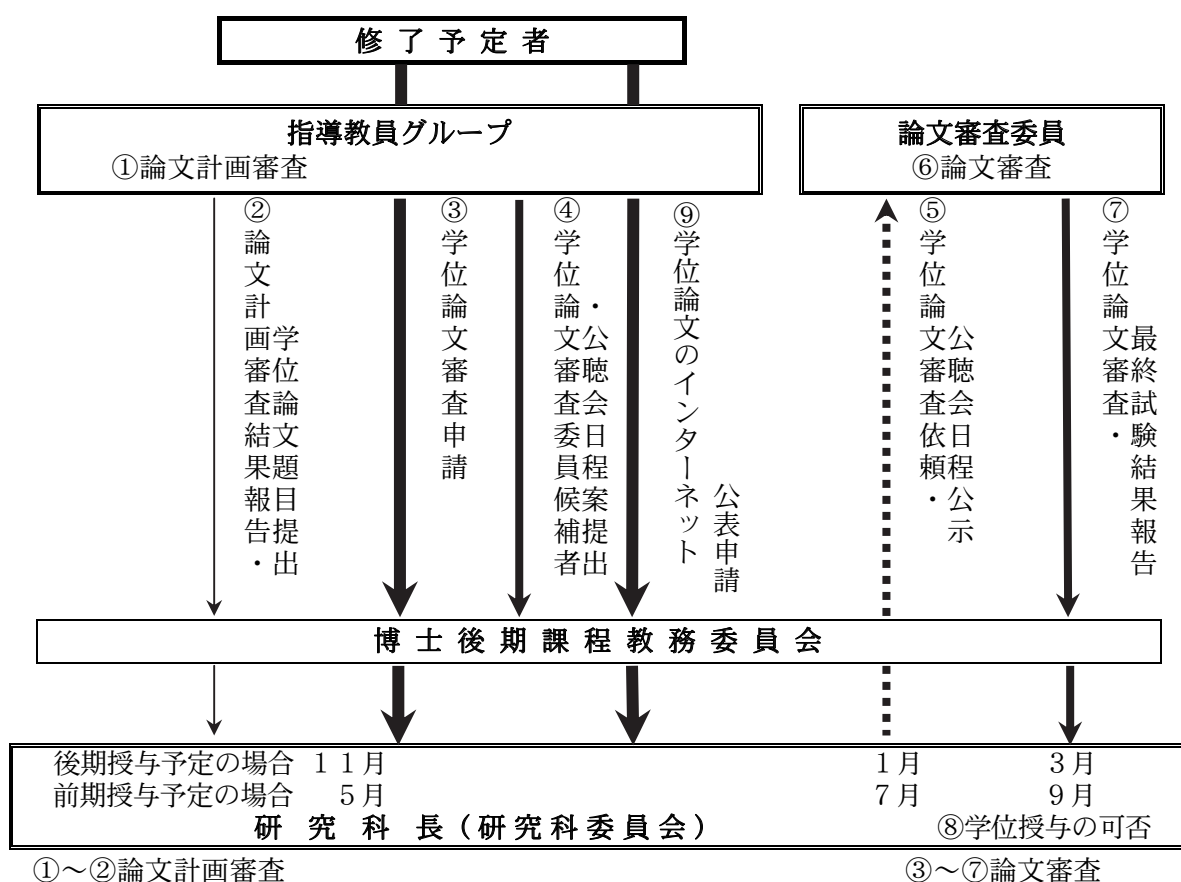 修了予定者
指導教員グループ
①論文計画審査
論文審査委員
⑥論文審査
②論文計画審査結果報告・
学位論文題目提出
③学位論文審査申請
④学位論文審査委員候補者
・公聴会日程案提出
⑨学位論文のインターネット
公表申請
⑤学位論文審査依頼・
公聴会日程公示
⑦学位論文審査・
最終試験結果報告
博士後期課程教務委員会
後期授与予定の場合 11月 1月 3月
前期授与予定の場合 5月 7月 9月
研究科長(研究科委員会) ⑧学位授与の可否
①～②論文計画審査 ③～⑦論文審査